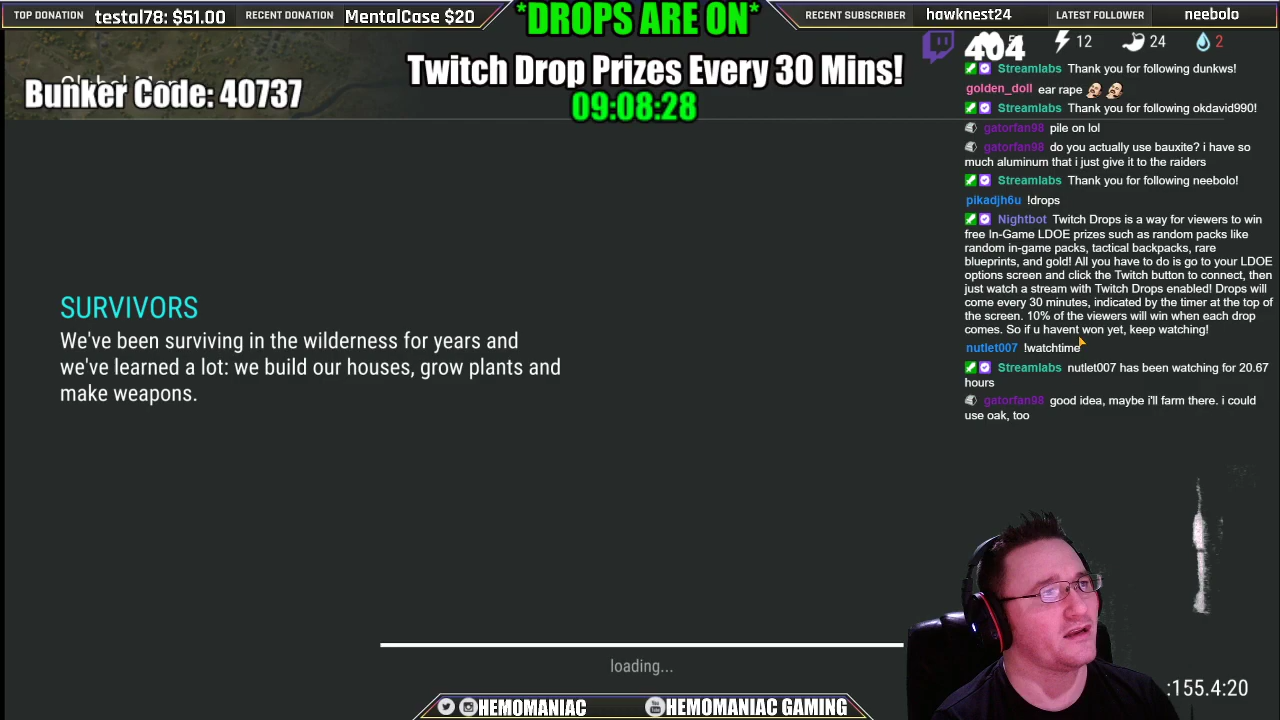 TOP DONATION testal78: $51.00 RECENT DONATION MentalCase $20
*DROPS ARE ON*
RECENT SUBSCRIBER hawknest24 LATEST FOLLOWER neebolo
Bunker Code: 40737
Twitch Drop Prizes Every 30 Mins!
09:08:28
404 12 24 2
Streamlabs Thank you for following dunkws!
golden_doll ear rape
Streamlabs Thank you for following okdavid990!
gatorfan98 pile on lol
gatorfan98 do you actually use bauxite? i have so
much aluminum that i just give it to the raiders
Streamlabs Thank you for following neebolo!
pikadjh6u !drops
Nightbot Twitch Drops is a way for viewers to win
free In-Game LDOE prizes such as random packs like
random in-game packs, tactical backpacks, rare
blueprints, and gold! All you have to do is go to your LDOE
options screen and click the Twitch button to connect, then
just watch a stream with Twitch Drops enabled! Drops will
come every 30 minutes, indicated by the timer at the top of
the screen. 10% of the viewers will win when each drop
comes. So if u havent won yet, keep watching!
nutlet007 !watchtime
Streamlabs nutlet007 has been watching for 20.67
hours
gatorfan98 good idea, maybe i'll farm there. i could
use oak, too
SURVIVORS
We've been surviving in the wilderness for years and
we've learned a lot: we build our houses, grow plants and
make weapons.
loading...
:155.4:20
HEMOMANIAC HEMOMANIAC GAMING